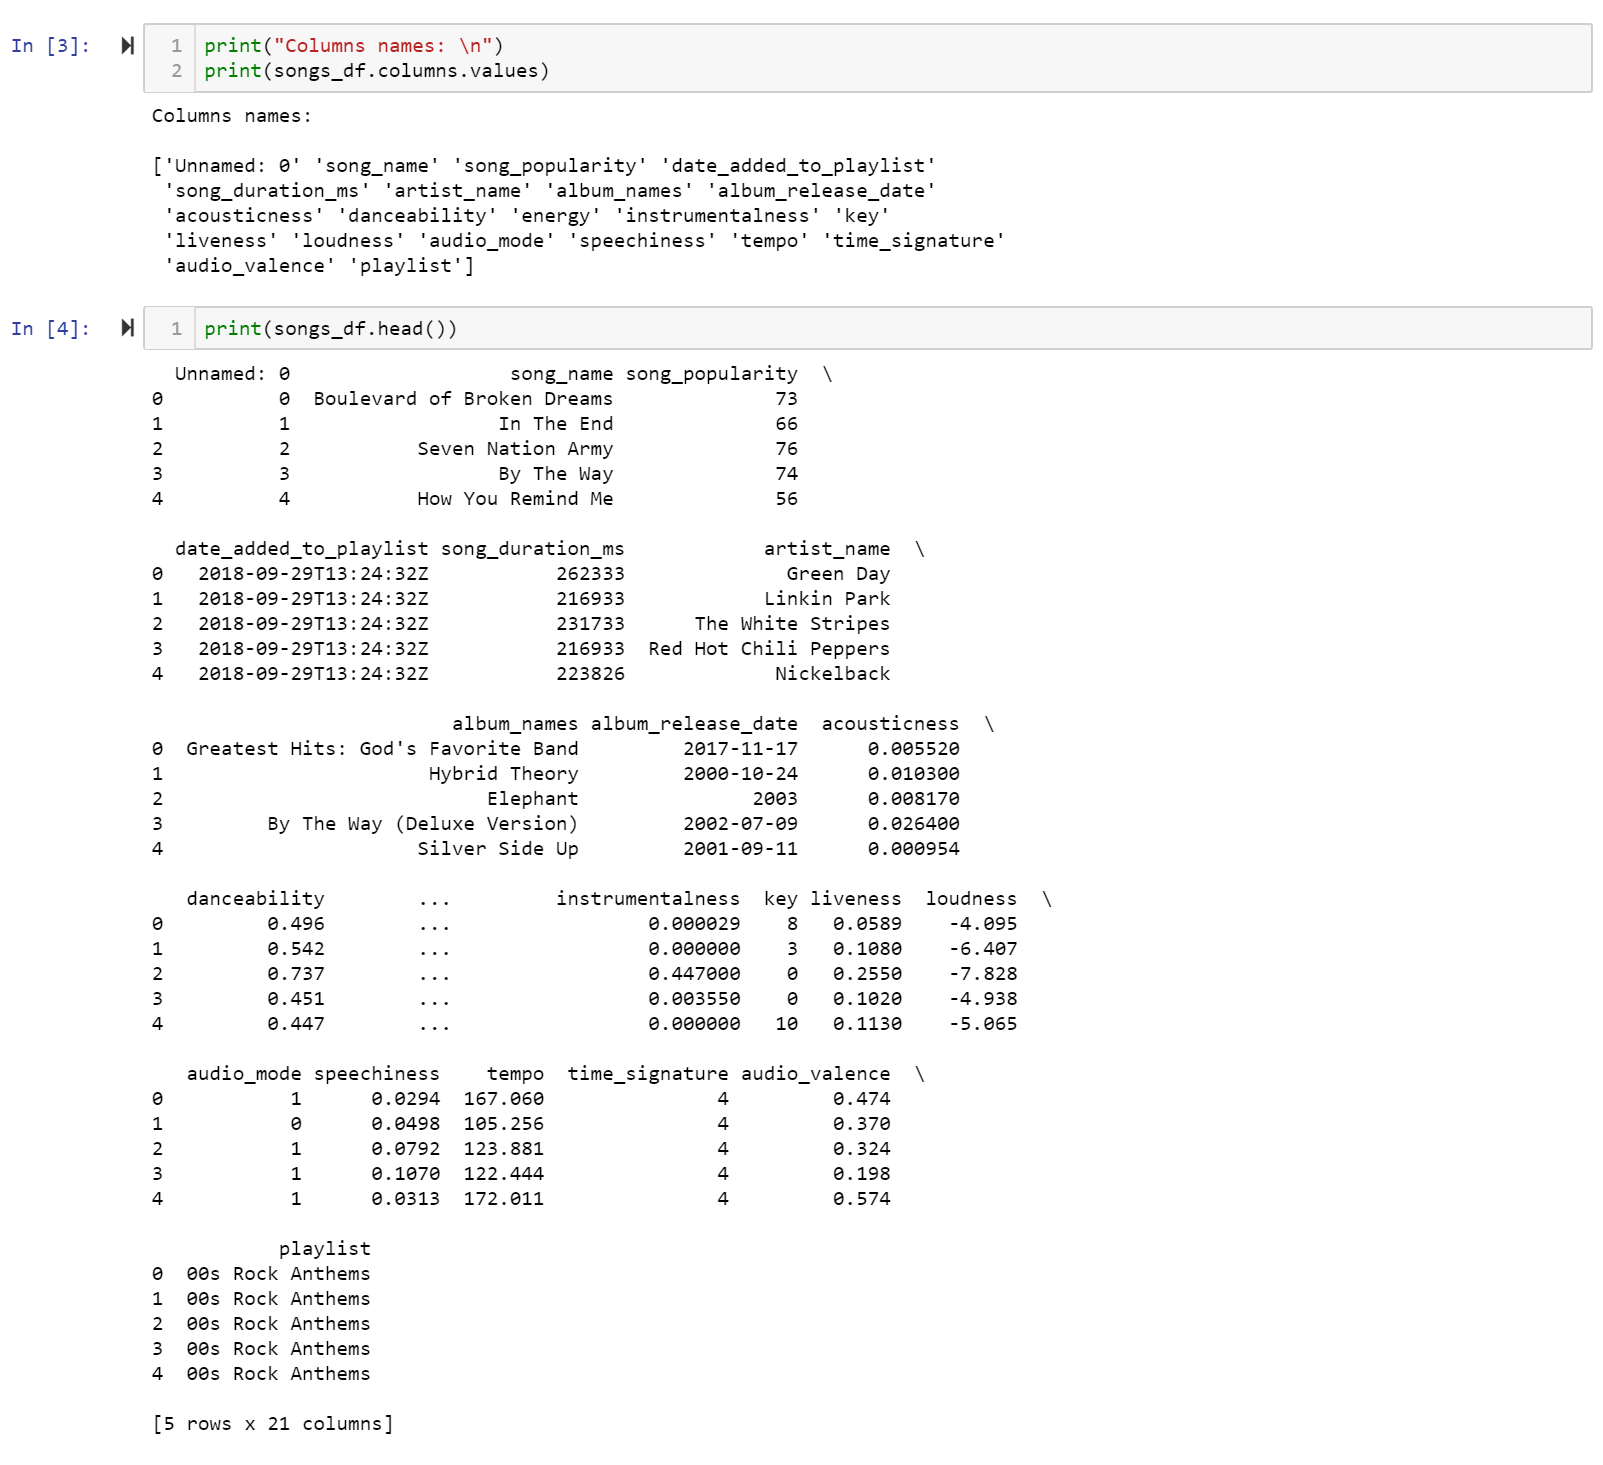 In [3]:
1 print("Columns names: \n")
2 print(songs_df.columns.values)
Columns names:
['Unnamed: 0' 'song_name' 'song_popularity' 'date_added_to_playlist'
'song_duration_ms' 'artist_name' 'album_names' 'album_release_date'
'acousticness' 'danceability' 'energy' 'instrumentalness' 'key'
'liveness' 'loudness' 'audio_mode' 'speechiness' 'tempo' 'time_signature'
'audio_valence' 'playlist']
In [4]:
1 print(songs_df.head())
Unnamed: 0 song_name song_popularity \
0 0 Boulevard of Broken Dreams 73
1 1 In The End 66
2 2 Seven Nation Army 76
3 3 By The Way 74
4 4 How You Remind Me 56
date_added_to_playlist song_duration_ms artist_name \
0 2018-09-29T13:24:32Z 262333 Green Day
1 2018-09-29T13:24:32Z 216933 Linkin Park
2 2018-09-29T13:24:32Z 231733 The White Stripes
3 2018-09-29T13:24:32Z 216933 Red Hot Chili Peppers
4 2018-09-29T13:24:32Z 223826 Nickelback
album_names album_release_date acousticness \
0 Greatest Hits: God's Favorite Band 2017-11-17 0.005520
1 Hybrid Theory 2000-10-24 0.010300
2 Elephant 2003 0.008170
3 By The Way (Deluxe Version) 2002-07-09 0.026400
4 Silver Side Up 2001-09-11 0.000954
danceability ... instrumentalness key liveness loudness \
0 0.496 ... 0.000029 8 0.0589 -4.095
1 0.542 ... 0.000000 3 0.1080 -6.407
2 0.737 ... 0.447000 0 0.2550 -7.828
3 0.451 ... 0.003550 0 0.1020 -4.938
4 0.447 ... 0.000000 10 0.1130 -5.065
audio_mode speechiness tempo time_signature audio_valence \
0 1 0.0294 167.060 4 0.474
1 0 0.0498 105.256 4 0.370
2 1 0.0792 123.881 4 0.324
3 1 0.1070 122.444 4 0.198
4 1 0.0313 172.011 4 0.574
playlist
0 00s Rock Anthems
1 00s Rock Anthems
2 00s Rock Anthems
3 00s Rock Anthems
4 00s Rock Anthems
[5 rows x 21 columns]